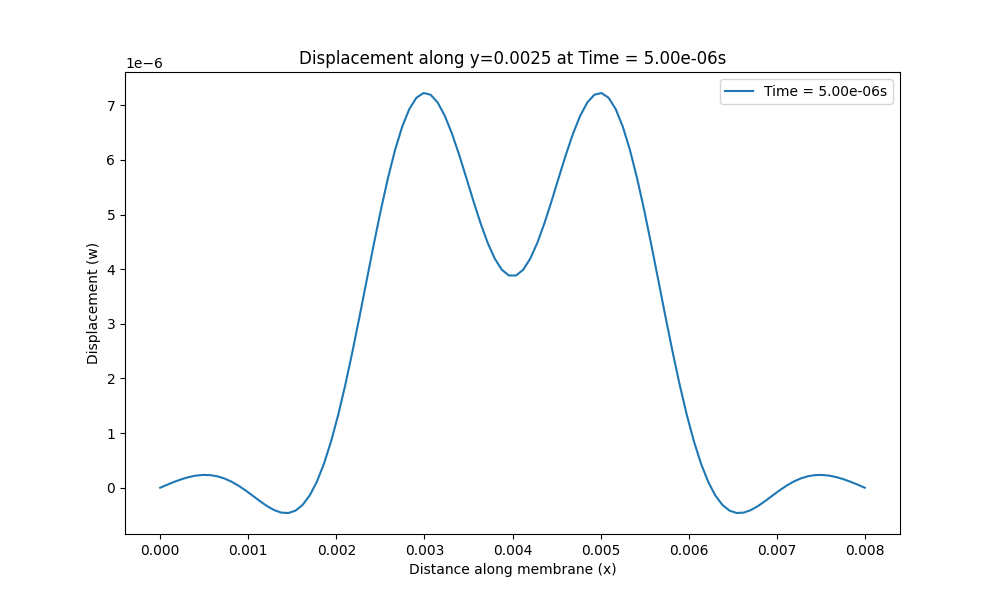 Displacement along y=0.0025 at Time = 5.00e-06s
1e−6
Time = 5.00e-06s
7
6
5
4
3
2
1
0
Displacement (w)
0.000 0.001 0.002 0.003 0.004 0.005 0.006 0.007 0.008
Distance along membrane (x)